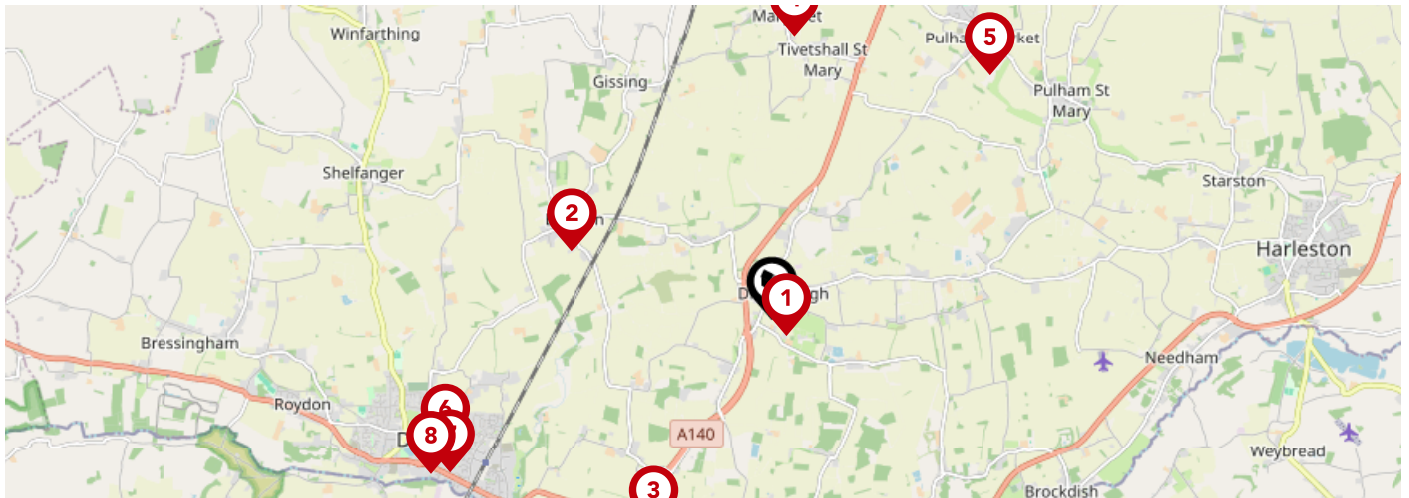 Winfarthing
Tivetshall St
Mary
5
Gissing
Pulham St
Mary
Shelfanger
Starston
2
Harleston
1
Bressingham
Needham
Roydon
6
8
A140
Weybread
3
Brockdish